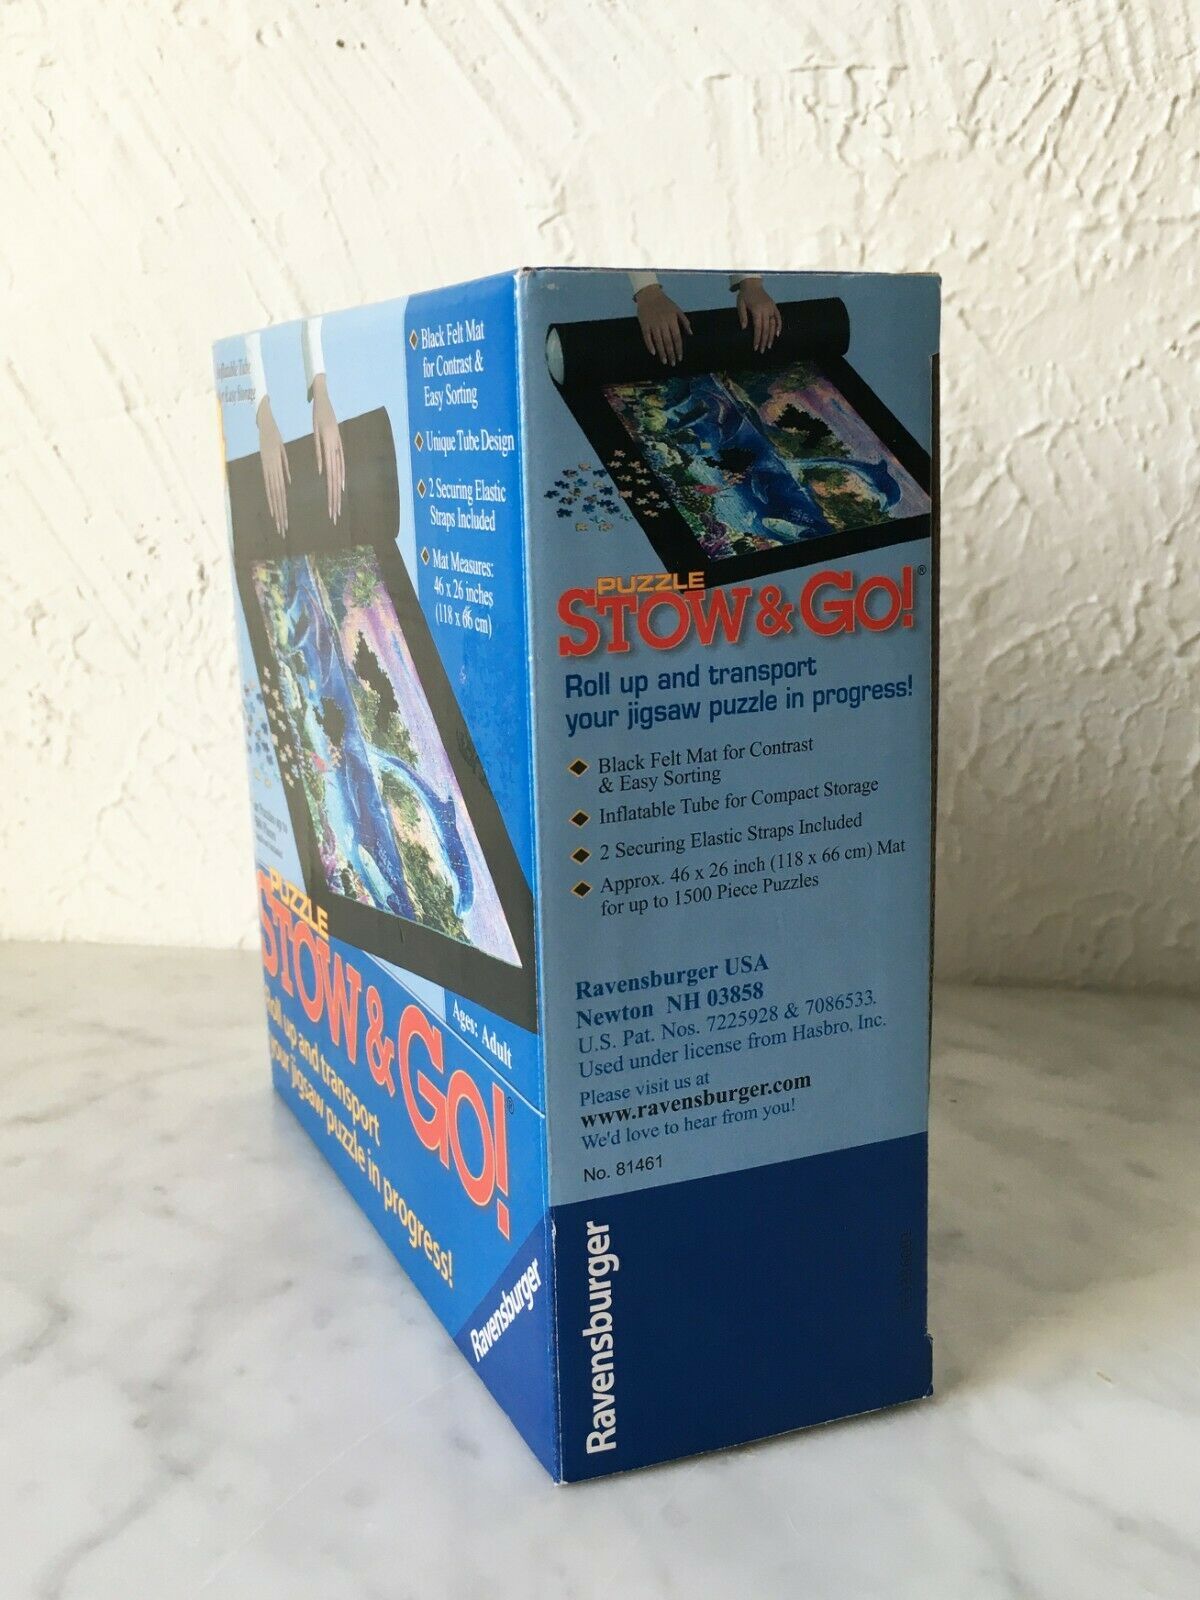 Inflatable Tube
for Easy Storage
Black Felt Mat
for Contrast &
Easy Sorting
Unique Tube Design
2 Securing Elastic
Straps Included
Mat Measures:
46 x 26 inches
(118 x 66 cm)
PUZZLE
STOW & GO!®
Ages: Adult
Roll up and transport
your jigsaw puzzle in progress!
Ravensburger
PUZZLE
STOW & GO!®
Roll up and transport
your jigsaw puzzle in progress!
Black Felt Mat for Contrast
& Easy Sorting
Inflatable Tube for Compact Storage
2 Securing Elastic Straps Included
Approx. 46 x 26 inch (118 x 66 cm) Mat
for up to 1500 Piece Puzzles
Ravensburger USA
Newton NH 03858
U.S. Pat. Nos. 7225928 & 7086533.
Used under license from Hasbro, Inc.
Please visit us at
www.ravensburger.com
We'd love to hear from you!
No. 81461
Ravensburger